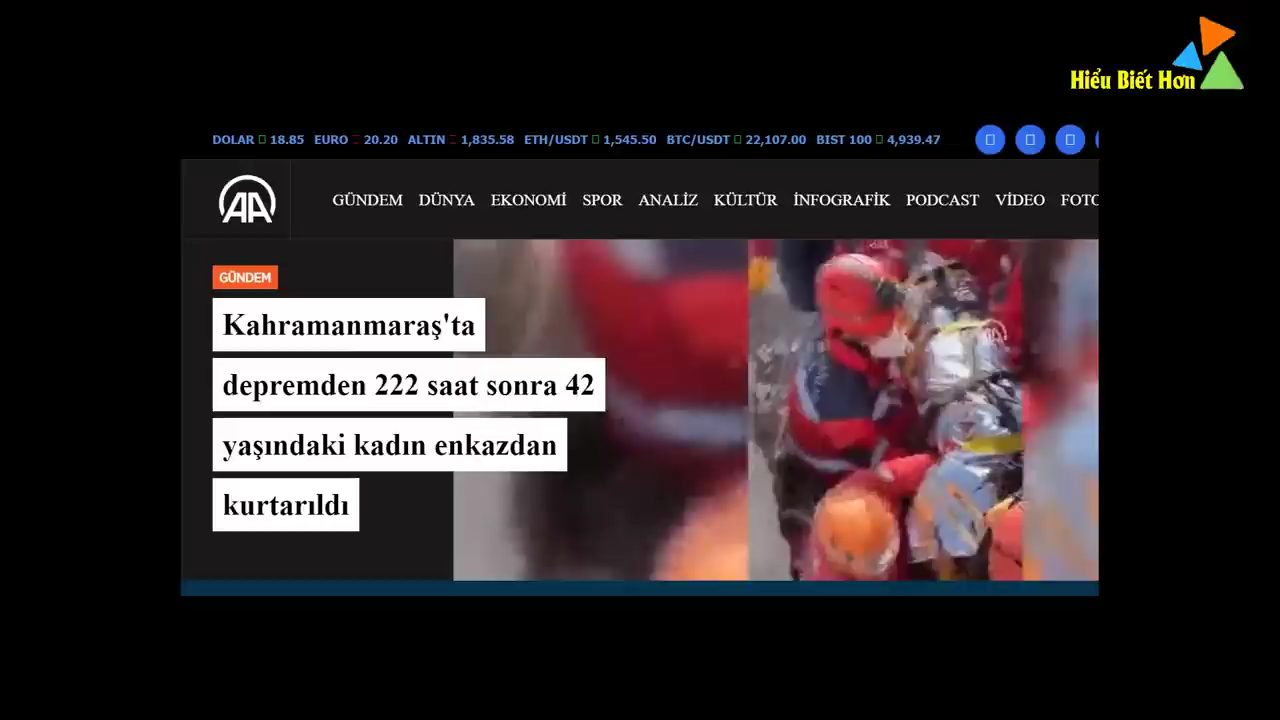 Hiểu Biết Hơn
DOLAR 18.85 EURO 20.20 ALTIN 1,835.58 ETH/USDT 1,545.50 BTC/USDT 22,107.00 BIST 100 4,939.47
AA GÜNDEM DÜNYA EKONOMİ SPOR ANALİZ KÜLTÜR İNFOGRAFİK PODCAST VİDEO FOTO
GÜNDEM
Kahramanmaraş'ta
depremden 222 saat sonra 42
yaşındaki kadın enkazdan
kurtarıldı